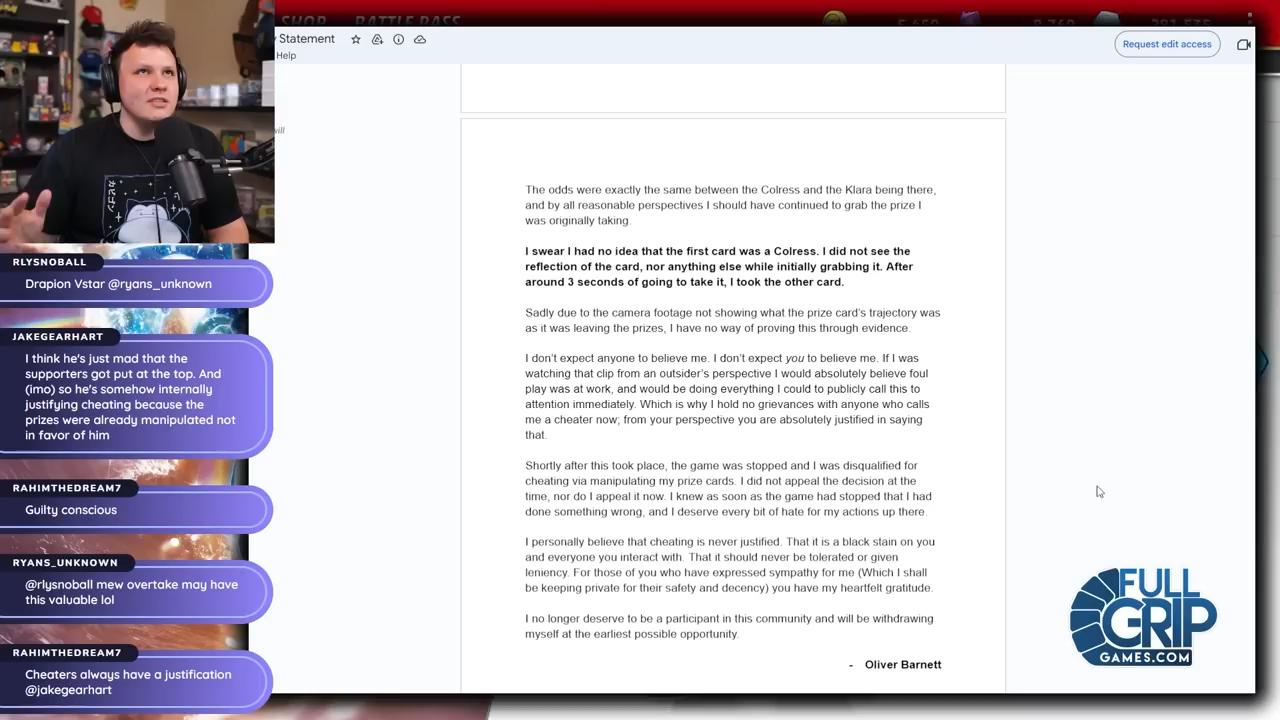 SHOP BATTLE PASS
Statement
Help
Request edit access
The odds were exactly the same between the Colress and the Klara being there,
and by all reasonable perspectives I should have continued to grab the prize I
was originally taking.
I swear I had no idea that the first card was a Colress. I did not see the
reflection of the card, nor anything else while initially grabbing it. After
around 3 seconds of going to take it, I took the other card.
Sadly due to the camera footage not showing what the prize card's trajectory was
as it was leaving the prizes, I have no way of proving this through evidence.
I don't expect anyone to believe me. I don't expect you to believe me. If I was
watching that clip from an outsider's perspective I would absolutely believe foul
play was at work, and would be doing everything I could to publicly call this to
attention immediately. Which is why I hold no grievances with anyone who calls
me a cheater now; from your perspective you are absolutely justified in saying
that.
Shortly after this took place, the game was stopped and I was disqualified for
cheating via manipulating my prize cards. I did not appeal the decision at the
time, nor do I appeal it now. I knew as soon as the game had stopped that I had
done something wrong, and I deserve every bit of hate for my actions up there.
I personally believe that cheating is never justified. That it is a black stain on you
and everyone you interact with. That it should never be tolerated or given
leniency. For those of you who have expressed sympathy for me (Which I shall
be keeping private for their safety and decency) you have my heartfelt gratitude.
I no longer deserve to be a participant in this community and will be withdrawing
myself at the earliest possible opportunity.
- Oliver Barnett
RLYSNOBALL
Drapion Vstar @ryans_unknown
JAKEGEARHART
I think he's just mad that the
supporters got put at the top. And
(imo) so he's somehow internally
justifying cheating because the
prizes were already manipulated not
in favor of him
RAHIMTHEDREAM7
Guilty conscious
RYANS_UNKNOWN
@rlysnoball mew overtake may have
this valuable lol
RAHIMTHEDREAM7
Cheaters always have a justification
@jakegearhart
FULL
GRIP
GAMES.COM